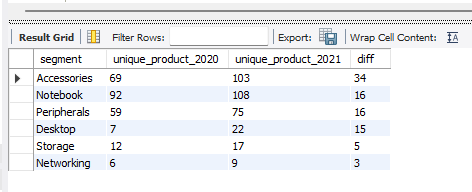 Result Grid Filter Rows: Export: Wrap Cell Content:
segment unique_product_2020 unique_product_2021 diff
Accessories 69 103 34
Notebook 92 108 16
Peripherals 59 75 16
Desktop 7 22 15
Storage 12 17 5
Networking 6 9 3